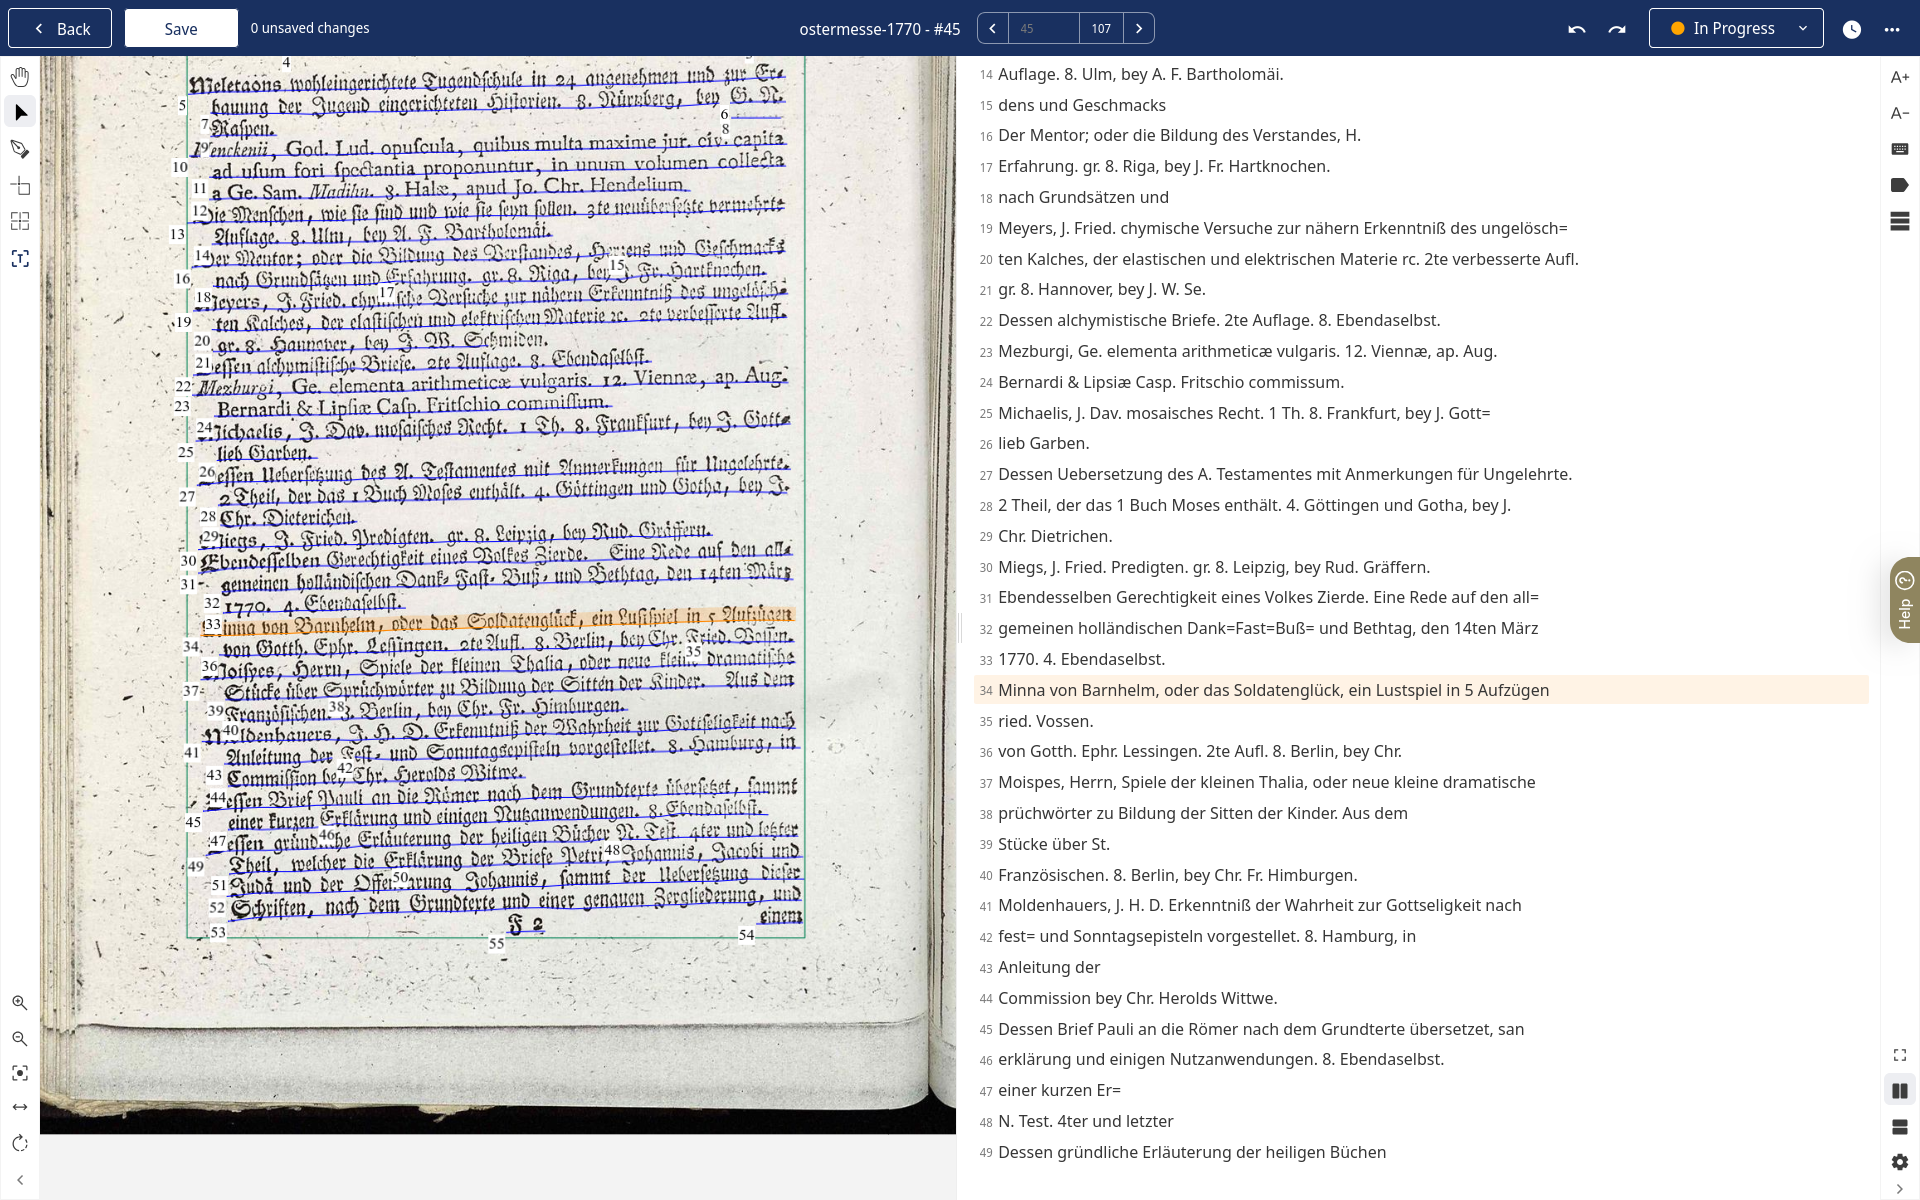 Back
Save
0 unsaved changes
ostermesse-1770 - #45
45
107
In Progress
Meletaons wohleingerichtete Tugendschule in 24 angenehmen und zur Er-
bauung der Jugend eingerichteten Historien. 8. Nürnberg, bey G. N.
Raspen.
Menckenii, God. Lud. opuscula, quibus multa maxime jur. civ. capita
ad usum fori spectantia proponuntur, in unum volumen collecta
a Ge. Sam. Madihn. 8. Halæ, apud Jo. Chr. Hendelium.
Die Menschen, wie sie sind und wie sie seyn sollen. 3te neuübersetzte vermehrte
Auflage. 8. Ulm, bey A. F. Bartholomäi.
Der Mentor; oder die Bildung des Verstandes, Herzens und Geschmacks
nach Grundsätzen und Erfahrung. gr. 8. Riga, bey J. Fr. Hartknochen.
Meyers, J. Fried. chymische Versuche zur nähern Erkenntniß des ungelösch-
ten Kalches, der elastischen und elektrischen Materie ꝛc. 2te verbesserte Aufl.
gr. 8. Hannover, bey J. W. Schmiden.
Dessen alchymistische Briefe. 2te Auflage. 8. Ebendaselbst.
Mezburgi, Ge. elementa arithmeticæ vulgaris. 12. Viennæ, ap. Aug.
Bernardi & Lipsiæ Casp. Fritschio commissum.
Michaelis, J. Dav. mosaisches Recht. 1 Th. 8. Frankfurt, bey J. Gott-
lieb Garben.
Dessen Uebersetzung des A. Testamentes mit Anmerkungen für Ungelehrte.
2 Theil, der das 1 Buch Moses enthält. 4. Göttingen und Gotha, bey J.
Chr. Dieterichen.
Miegs, J. Fried. Predigten. gr. 8. Leipzig, bey Rud. Gräffern.
Ebendesselben Gerechtigkeit eines Volkes Zierde. Eine Rede auf den all-
gemeinen holländischen Dank- Fast- Buß- und Bethtag, den 14ten März
1770. 4. Ebendaselbst.
Minna von Barnhelm, oder das Soldatenglück, ein Lustspiel in 5 Aufzügen
von Gotth. Ephr. Lessingen. 2te Aufl. 8. Berlin, bey Chr. Fried. Vossen.
Moispes, Herrn, Spiele der kleinen Thalia, oder neue kleine dramatische
Stücke über Sprüchwörter zu Bildung der Sitten der Kinder. Aus dem
Französischen. 8. Berlin, bey Chr. Fr. Himburgen.
Moldenhauers, J. H. D. Erkenntniß der Wahrheit zur Gottseligkeit nach
Anleitung der Fest- und Sonntagsepisteln vorgestellet. 8. Hamburg, in
Commission bey Chr. Herolds Witwe.
Dessen Brief Pauli an die Römer nach dem Grundtexte übersetzet, sammt
einer kurzen Erklärung und einigen Nutzanwendungen. 8. Ebendaselbst.
Dessen gründliche Erläuterung der heiligen Bücher N. Test. 4ter und letzter
Theil, welcher die Erklärung der Briefe Petri, Johannis, Jacobi und
Judä und der Offenbarung Johannis, sammt der Uebersetzung dieser
Schriften, nach dem Grundtexte und einer genauen Zergliederung, und
F 2
einem
14 Auflage. 8. Ulm, bey A. F. Bartholomäi.
15 dens und Geschmacks
16 Der Mentor; oder die Bildung des Verstandes, H.
17 Erfahrung. gr. 8. Riga, bey J. Fr. Hartknochen.
18 nach Grundsätzen und
19 Meyers, J. Fried. chymische Versuche zur nähern Erkenntniß des ungelösch=
20 ten Kalches, der elastischen und elektrischen Materie rc. 2te verbesserte Aufl.
21 gr. 8. Hannover, bey J. W. Se.
22 Dessen alchymistische Briefe. 2te Auflage. 8. Ebendaselbst.
23 Mezburgi, Ge. elementa arithmeticæ vulgaris. 12. Viennæ, ap. Aug.
24 Bernardi & Lipsiæ Casp. Fritschio commissum.
25 Michaelis, J. Dav. mosaisches Recht. 1 Th. 8. Frankfurt, bey J. Gott=
26 lieb Garben.
27 Dessen Uebersetzung des A. Testamentes mit Anmerkungen für Ungelehrte.
28 2 Theil, der das 1 Buch Moses enthält. 4. Göttingen und Gotha, bey J.
29 Chr. Dietrichen.
30 Miegs, J. Fried. Predigten. gr. 8. Leipzig, bey Rud. Gräffern.
31 Ebendesselben Gerechtigkeit eines Volkes Zierde. Eine Rede auf den all=
32 gemeinen holländischen Dank=Fast=Buß= und Bethtag, den 14ten März
33 1770. 4. Ebendaselbst.
34 Minna von Barnhelm, oder das Soldatenglück, ein Lustspiel in 5 Aufzügen
35 ried. Vossen.
36 von Gotth. Ephr. Lessingen. 2te Aufl. 8. Berlin, bey Chr.
37 Moispes, Herrn, Spiele der kleinen Thalia, oder neue kleine dramatische
38 prüchwörter zu Bildung der Sitten der Kinder. Aus dem
39 Stücke über St.
40 Französischen. 8. Berlin, bey Chr. Fr. Himburgen.
41 Moldenhauers, J. H. D. Erkenntniß der Wahrheit zur Gottseligkeit nach
42 fest= und Sonntagsepisteln vorgestellet. 8. Hamburg, in
43 Anleitung der
44 Commission bey Chr. Herolds Wittwe.
45 Dessen Brief Pauli an die Römer nach dem Grundterte übersetzet, san
46 erklärung und einigen Nutzanwendungen. 8. Ebendaselbst.
47 einer kurzen Er=
48 N. Test. 4ter und letzter
49 Dessen gründliche Erläuterung der heiligen Büchen
A+
A-
Help